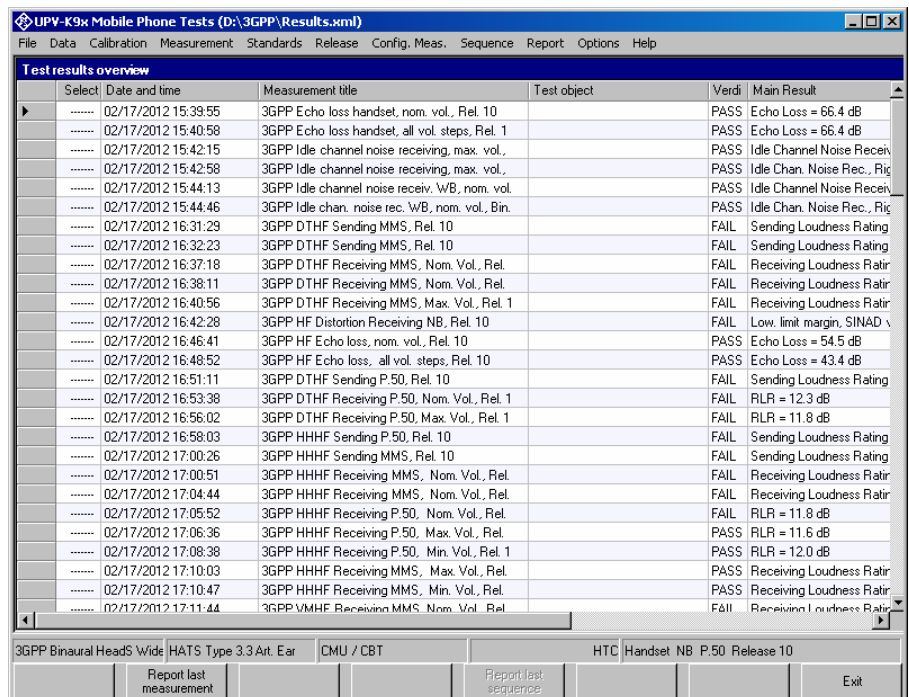 UPV-K9x Mobile Phone Tests (D:\3GPP\Results.xml)
File Data Calibration Measurement Standards Release Config. Meas. Sequence Report Options Help
Test results overview
Select Date and time Measurement title Test object Verdi Main Result
------- 02/17/2012 15:39:55 3GPP Echo loss handset, nom. vol., Rel. 10 PASS Echo Loss = 66.4 dB
------- 02/17/2012 15:40:58 3GPP Echo loss handset, all vol. steps, Rel. 1 PASS Echo Loss = 66.4 dB
------- 02/17/2012 15:42:15 3GPP Idle channel noise receiving, max. vol., PASS Idle Channel Noise Receiv
------- 02/17/2012 15:42:58 3GPP Idle channel noise receiving, max. vol., PASS Idle Chan. Noise Rec., Rig
------- 02/17/2012 15:44:13 3GPP Idle channel noise receiv. WB, nom. vol. PASS Idle Channel Noise Receiv
------- 02/17/2012 15:44:46 3GPP Idle chan. noise rec. WB, nom. vol., Bin. PASS Idle Chan. Noise Rec., Rig
------- 02/17/2012 16:31:29 3GPP DTHF Sending MMS, Rel. 10 FAIL Sending Loudness Rating
------- 02/17/2012 16:32:23 3GPP DTHF Sending MMS, Rel. 10 FAIL Sending Loudness Rating
------- 02/17/2012 16:37:18 3GPP DTHF Receiving MMS, Nom. Vol., Rel. FAIL Receiving Loudness Ratin
------- 02/17/2012 16:38:11 3GPP DTHF Receiving MMS, Nom. Vol., Rel. FAIL Receiving Loudness Ratin
------- 02/17/2012 16:40:56 3GPP DTHF Receiving MMS, Max. Vol., Rel. 1 FAIL Receiving Loudness Ratin
------- 02/17/2012 16:42:28 3GPP HF Distortion Receiving NB, Rel. 10 FAIL Low. limit margin, SINAD v
------- 02/17/2012 16:46:41 3GPP HF Echo loss, nom. vol., Rel. 10 PASS Echo Loss = 54.5 dB
------- 02/17/2012 16:48:52 3GPP HF Echo loss, all vol. steps, Rel. 10 PASS Echo Loss = 43.4 dB
------- 02/17/2012 16:51:11 3GPP DTHF Sending P.50, Rel. 10 FAIL Sending Loudness Rating
------- 02/17/2012 16:53:38 3GPP DTHF Receiving P.50, Nom. Vol., Rel. 1 FAIL RLR = 12.3 dB
------- 02/17/2012 16:56:02 3GPP DTHF Receiving P.50, Max. Vol., Rel. 1 FAIL RLR = 11.8 dB
------- 02/17/2012 16:58:03 3GPP HHHF Sending P.50, Rel. 10 FAIL Sending Loudness Rating
------- 02/17/2012 17:00:26 3GPP HHHF Sending MMS, Rel. 10 FAIL Sending Loudness Rating
------- 02/17/2012 17:00:51 3GPP HHHF Receiving MMS, Nom. Vol., Rel. FAIL Receiving Loudness Ratin
------- 02/17/2012 17:04:44 3GPP HHHF Receiving MMS, Nom. Vol., Rel. FAIL Receiving Loudness Ratin
------- 02/17/2012 17:05:52 3GPP HHHF Receiving P.50, Nom. Vol., Rel. FAIL RLR = 11.8 dB
------- 02/17/2012 17:06:36 3GPP HHHF Receiving P.50, Max. Vol., Rel. PASS RLR = 11.6 dB
------- 02/17/2012 17:08:38 3GPP HHHF Receiving P.50, Min. Vol., Rel. 1 PASS RLR = 12.0 dB
------- 02/17/2012 17:10:03 3GPP HHHF Receiving MMS, Max. Vol., Rel. PASS Receiving Loudness Ratin
------- 02/17/2012 17:10:47 3GPP HHHF Receiving MMS, Min. Vol., Rel. PASS Receiving Loudness Ratin
------- 02/17/2012 17:11:44 3GPP VMHF Receiving MMS, Nom. Vol., Rel. FAIL Receiving Loudness Ratin
3GPP Binaural HeadS Wide HATS Type 3.3 Art. Ear CMU / CBT HTC Handset NB P.50 Release 10
Report last measurement Report last sequence Exit